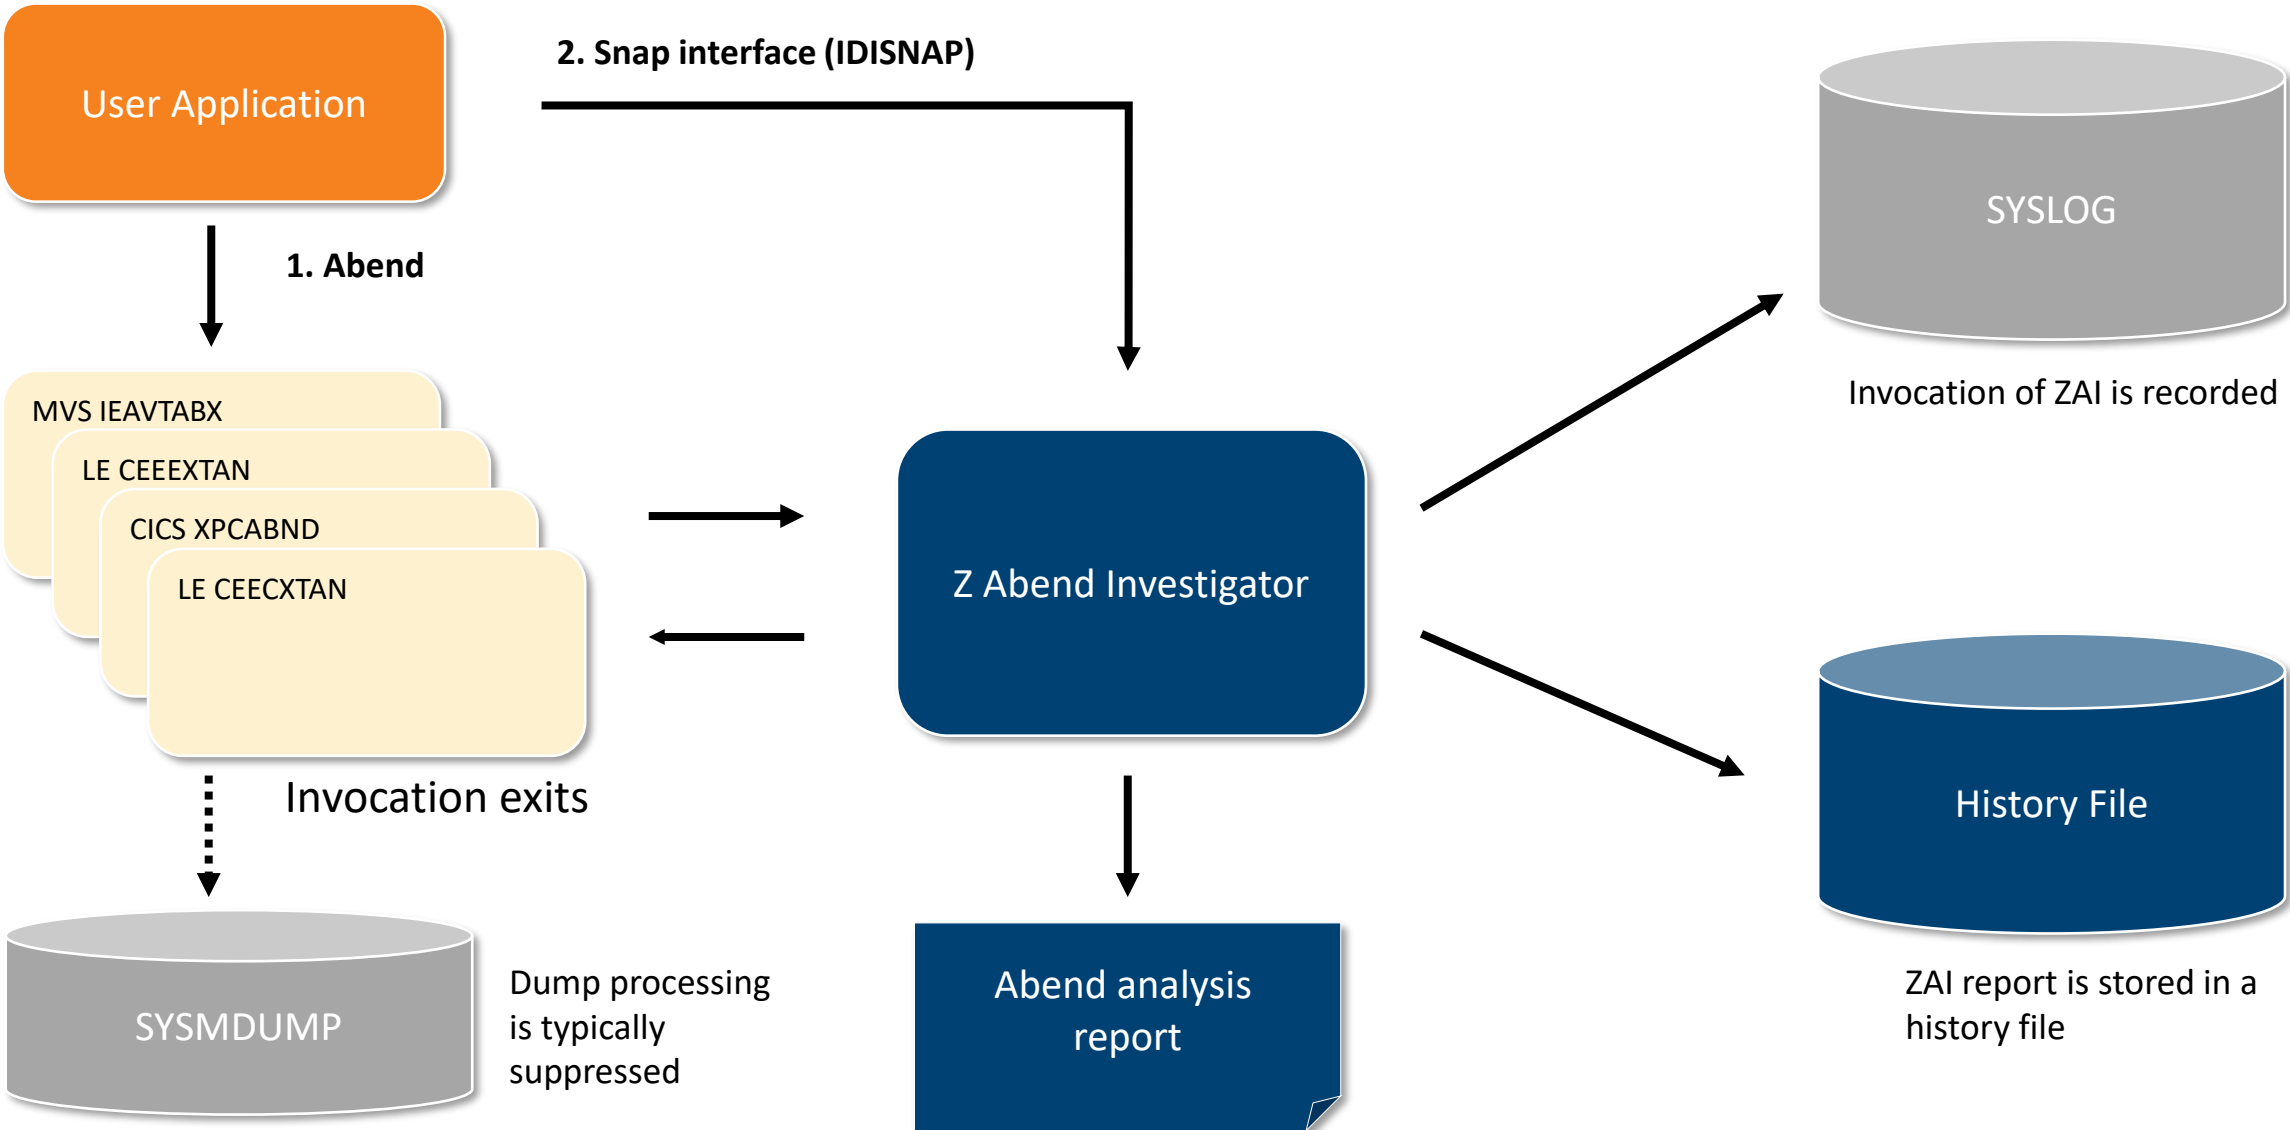 User Application
2. Snap interface (IDISNAP)
SYSLOG
Invocation of ZAI is recorded
1. Abend
MVS IEAVTABX
LE CEEEXTAN
CICS XPCABND
LE CEECXTAN
Invocation exits
Z Abend Investigator
History File
ZAI report is stored in a
history file
SYSMDUMP
Dump processing
is typically
suppressed
Abend analysis
report